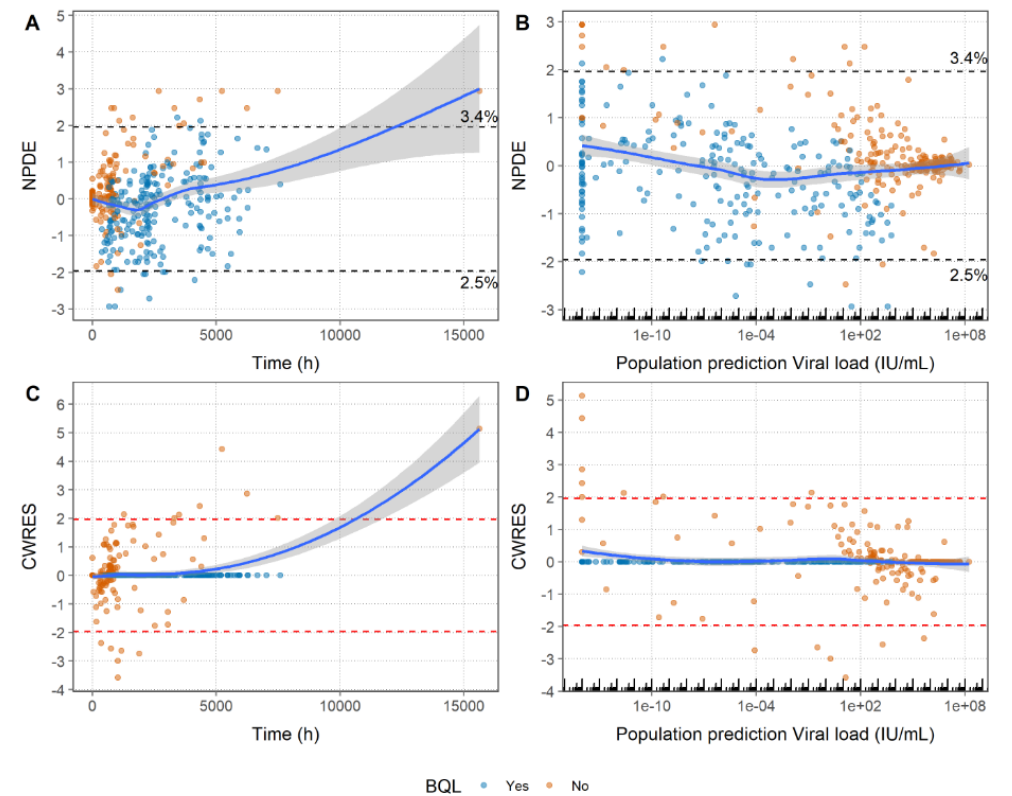 A
5
4
3
2
1
0
-1
-2
-3
NPDE
3.4%
2.5%
0
5000
10000
15000
Time (h)
B
3
2
1
0
-1
-2
-3
NPDE
3.4%
2.5%
1e-10
1e-04
1e+02
1e+08
Population prediction Viral load (IU/mL)
C
6
5
4
3
2
1
0
-1
-2
-3
-4
CWRES
0
5000
10000
15000
Time (h)
D
5
4
3
2
1
0
-1
-2
-3
-4
CWRES
1e-10
1e-04
1e+02
1e+08
Population prediction Viral load (IU/mL)
BQL Yes No